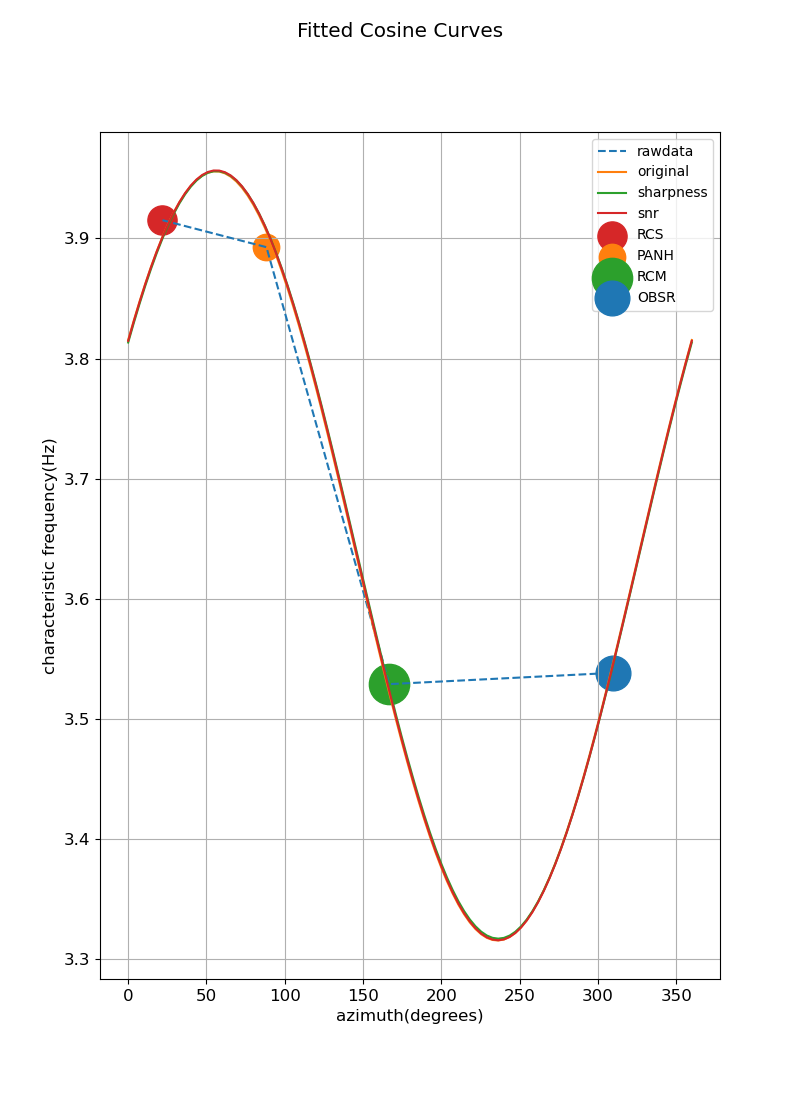 Fitted Cosine Curves
rawdata
original
sharpness
snr
RCS
PANH
RCM
OBSR
characteristic frequency(Hz)
3.9
3.8
3.7
3.6
3.5
3.4
3.3
0 50 100 150 200 250 300 350
azimuth(degrees)